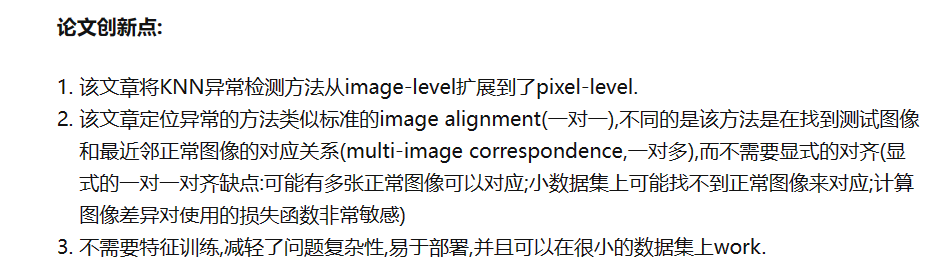 论文创新点:
1. 该文章将KNN异常检测方法从image-level扩展到了pixel-level.
2. 该文章定位异常的方法类似标准的image alignment(一对一),不同的是该方法是在找到测试图像
和最近邻正常图像的对应关系(multi-image correspondence,一对多),而不需要显式的对齐(显
式的一对一对齐缺点:可能有多张正常图像可以对应;小数据集上可能找不到正常图像来对应;计算
图像差异对使用的损失函数非常敏感)
3. 不需要特征训练,减轻了问题复杂性,易于部署,并且可以在很小的数据集上work.